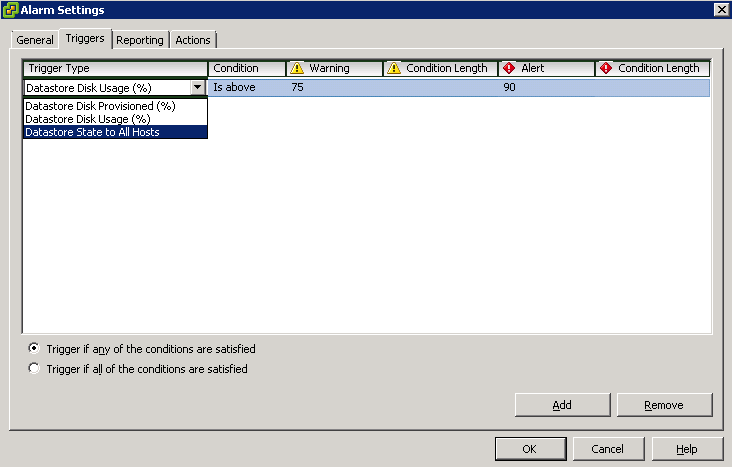 Alarm Settings
General Triggers Reporting Actions
Trigger Type Condition Warning Condition Length Alert Condition Length
Datastore Disk Usage (%) Is above 75 90
Datastore Disk Provisioned (%)
Datastore Disk Usage (%)
Datastore State to All Hosts
Trigger if any of the conditions are satisfied
Trigger if all of the conditions are satisfied
Add Remove
OK Cancel Help